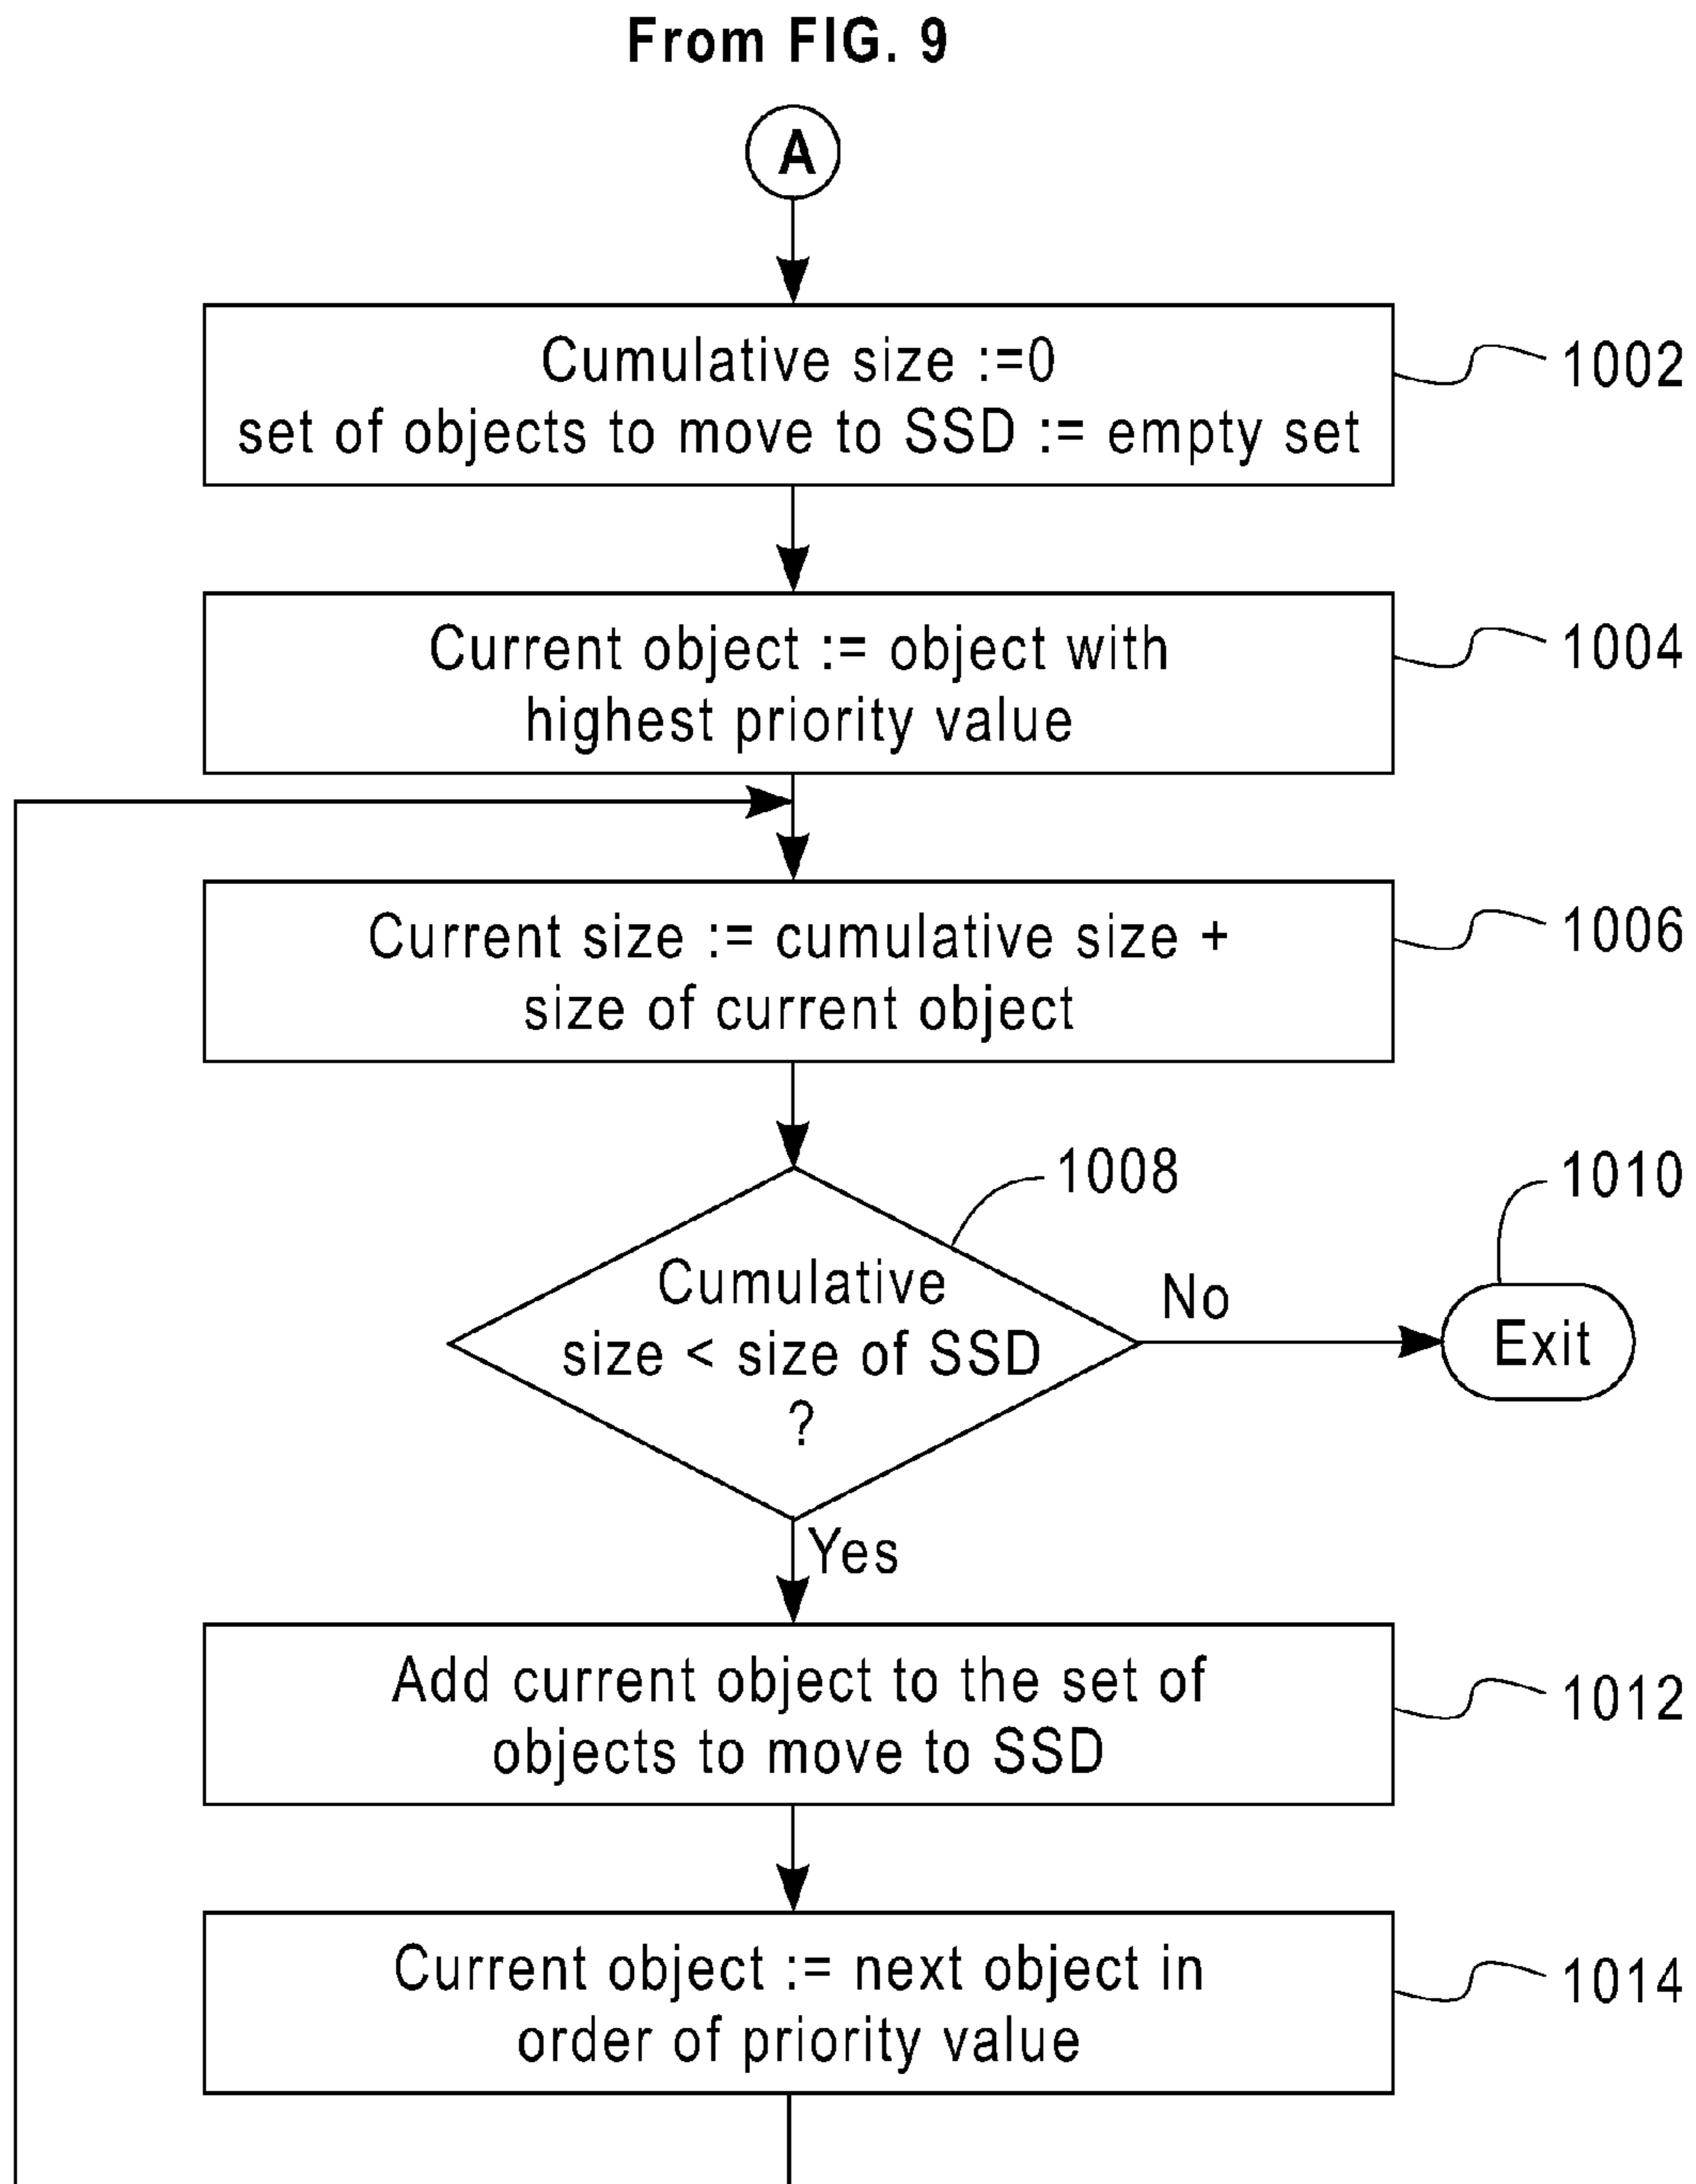 From FIG. 9
A
Cumulative size :=0
set of objects to move to SSD := empty set
1002
Current object := object with
highest priority value
1004
Current size := cumulative size +
size of current object
1006
1008
1010
Cumulative
size < size of SSD
?
No
Exit
Yes
Add current object to the set of
objects to move to SSD
1012
Current object := next object in
order of priority value
1014